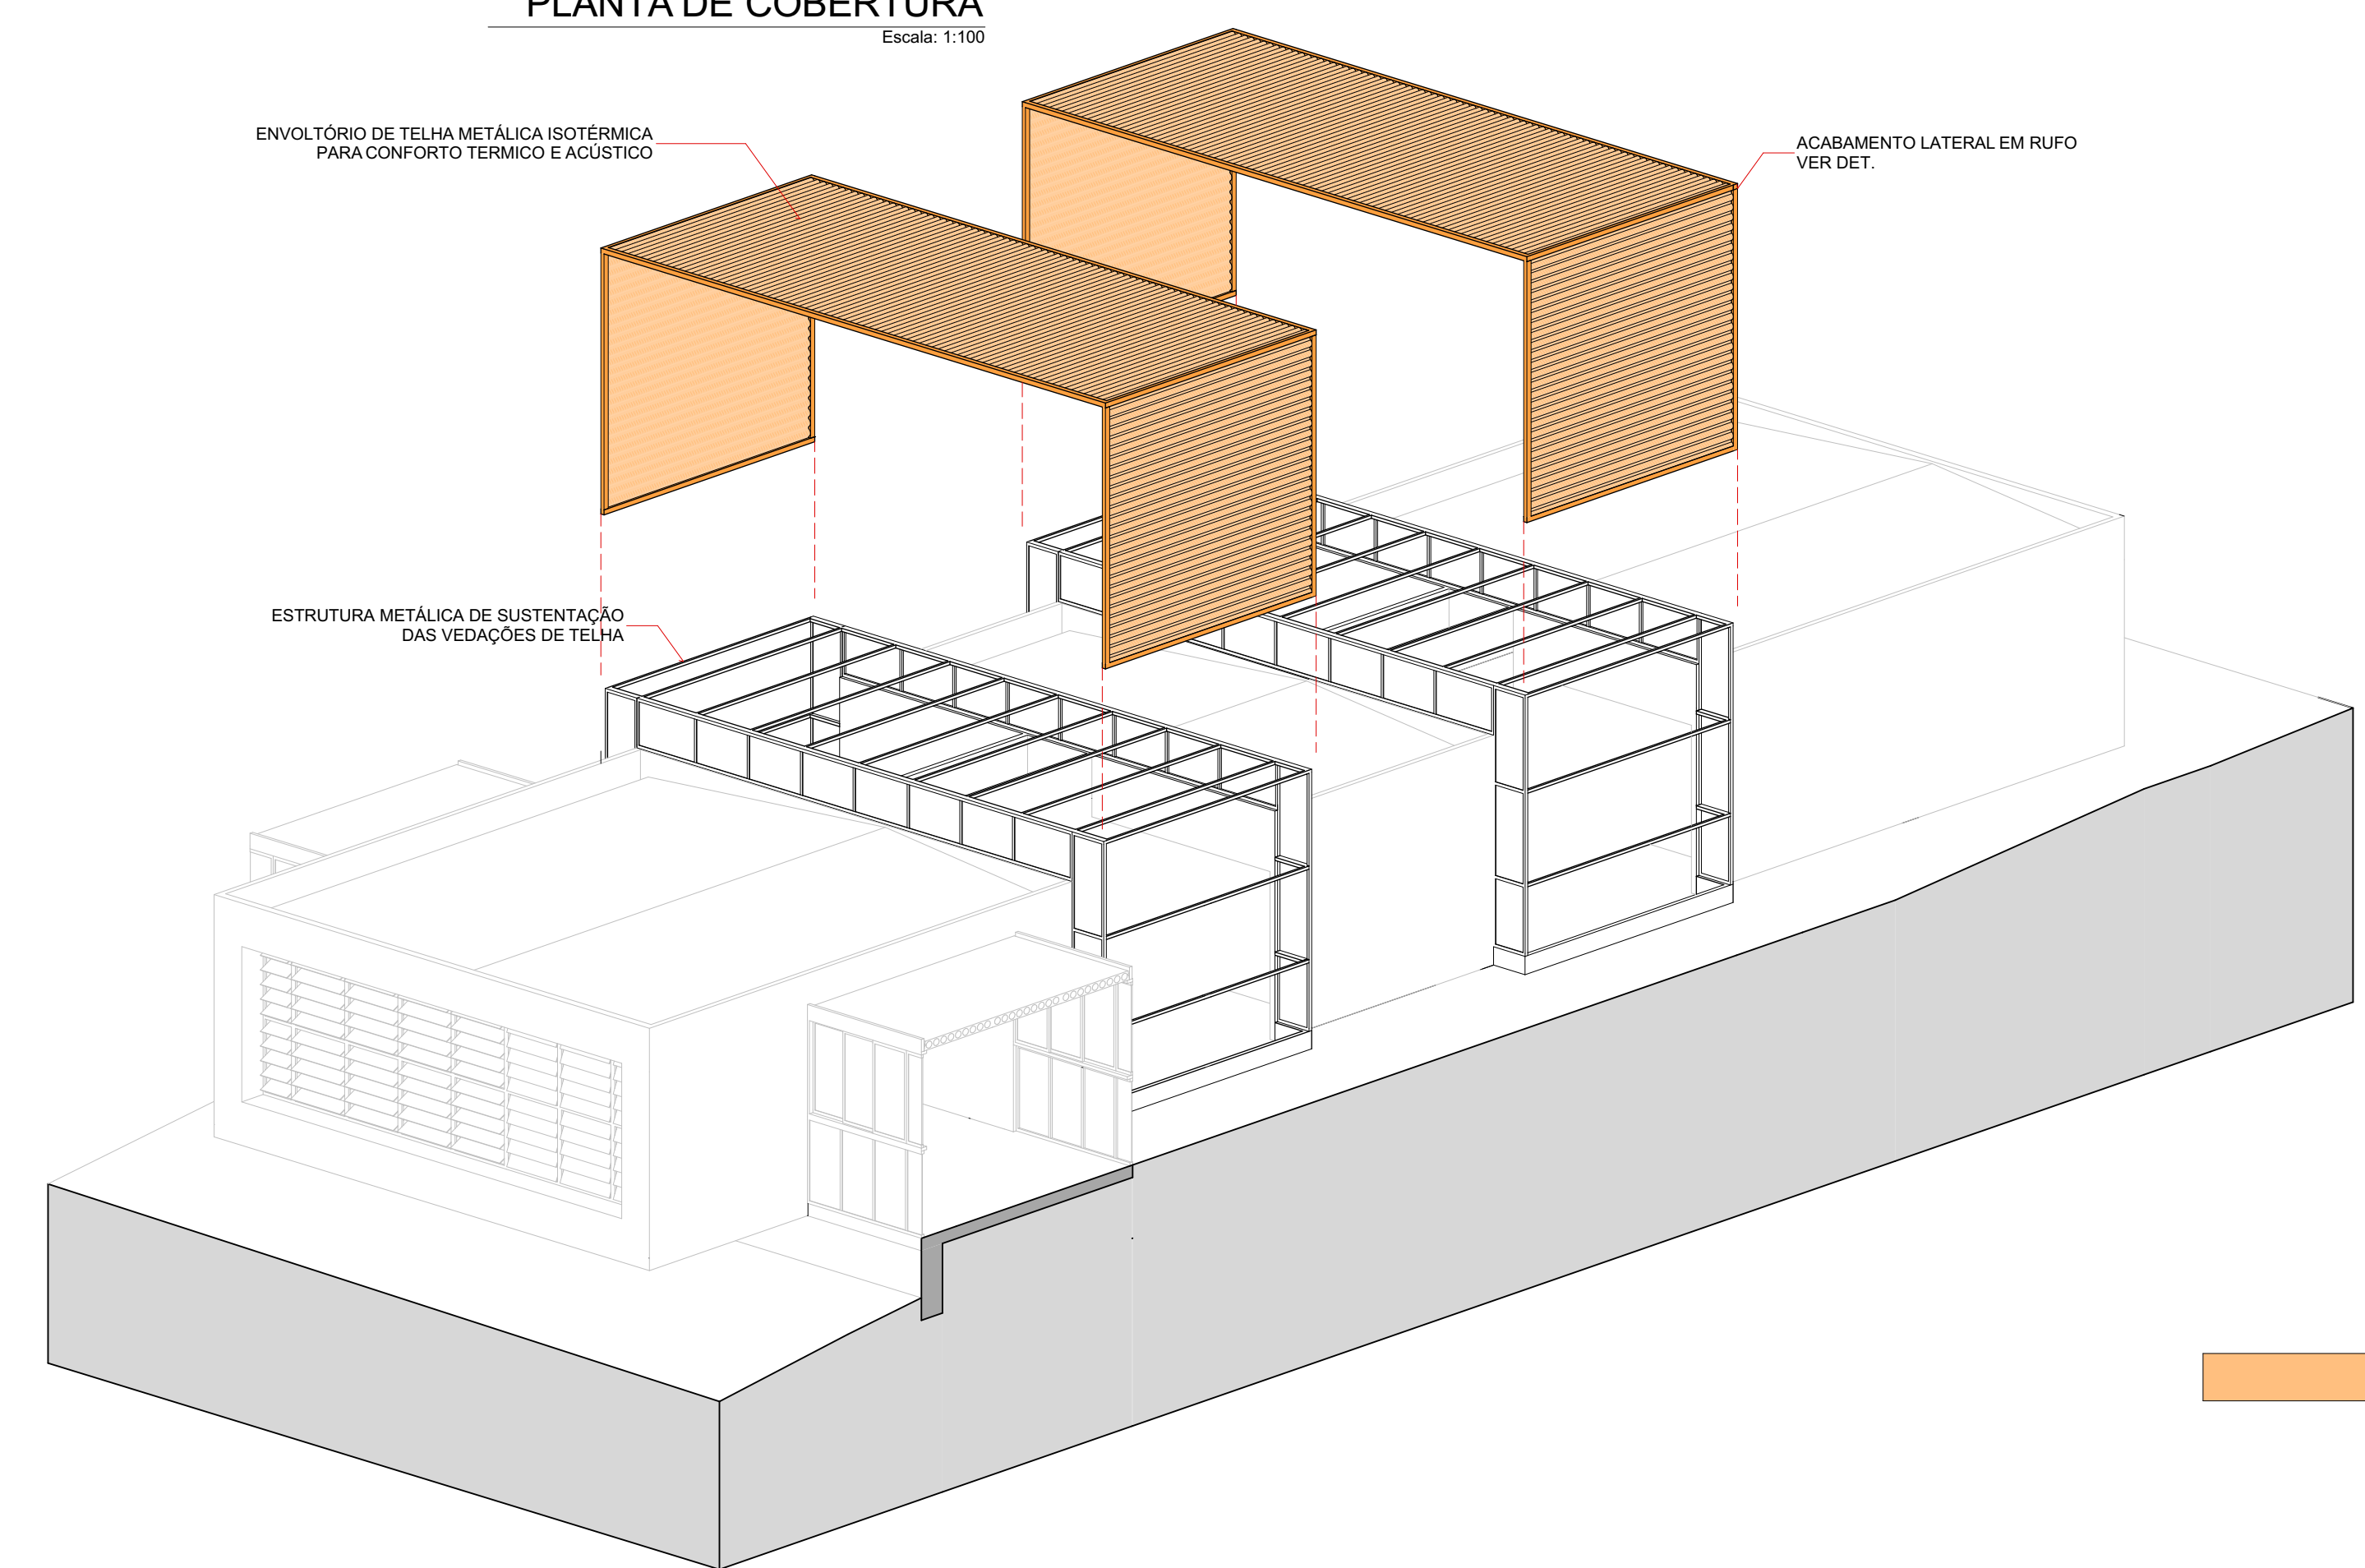 PLANTA DE COBERTURA
Escala: 1:100
ENVOLTÓRIO DE TELHA METÁLICA ISOTÉRMICA
PARA CONFORTO TERMICO E ACÚSTICO
ACABAMENTO LATERAL EM RUFO
VER DET.
ESTRUTURA METÁLICA DE SUSTENTAÇÃO
DAS VEDAÇÕES DE TELHA